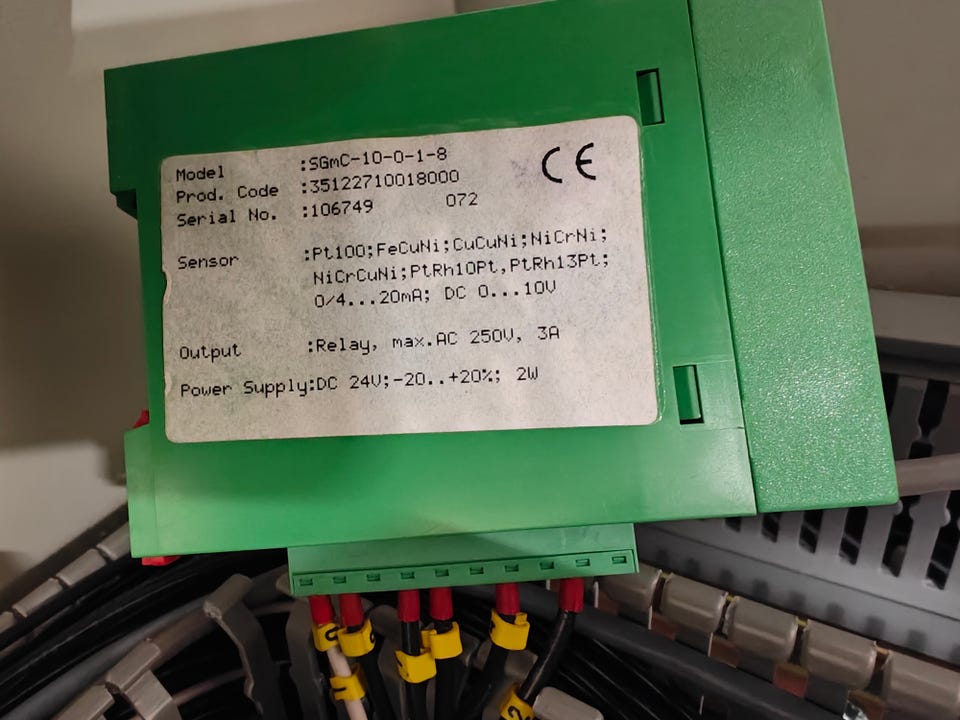 Model :SGmC-10-0-1-8
Prod. Code :35122710018000
Serial No. :106749 072
CE
Sensor :Pt100;FeCuNi;CuCuNi;NiCrNi;
NiCrCuNi;PtRh10Pt,PtRh13Pt;
0/4...20mA; DC 0...10V
Output :Relay, max.AC 250V, 3A
Power Supply:DC 24V;-20..+20%; 2W